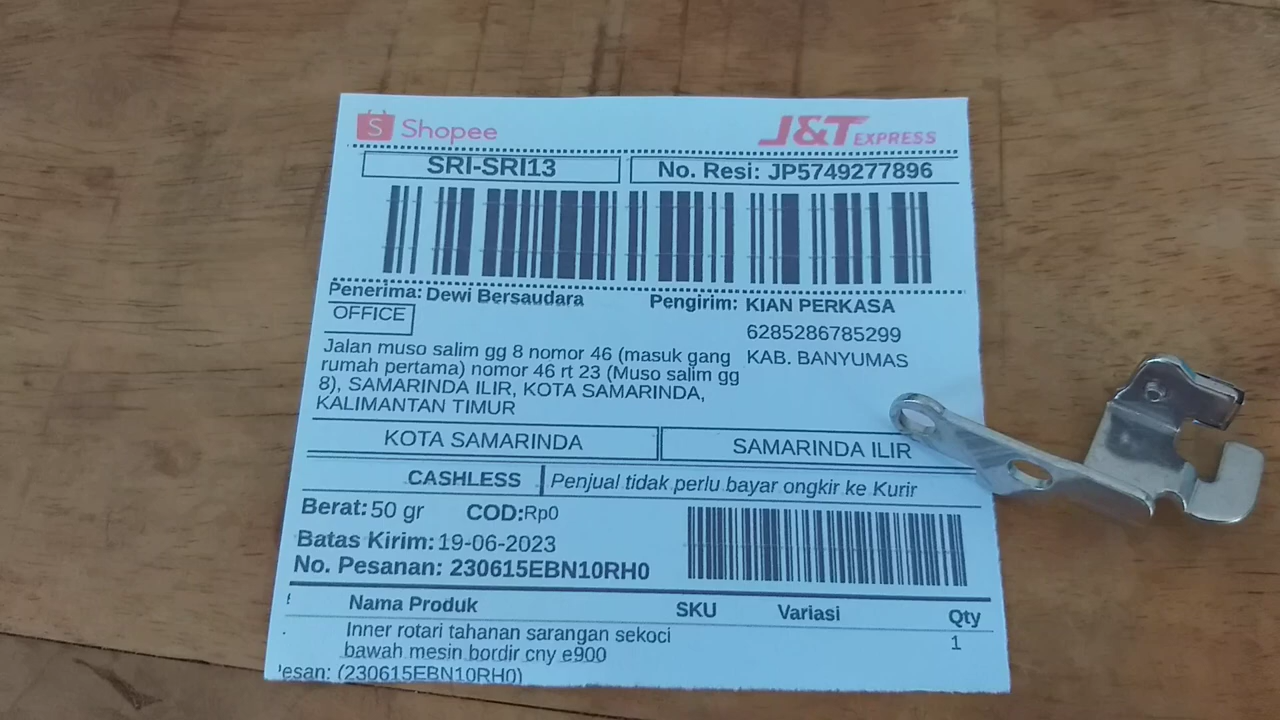 Shopee
J&T EXPRESS
SRI-SRI13
No. Resi: JP5749277896
Penerima: Dewi Bersaudara
OFFICE
Jalan muso salim gg 8 nomor 46 (masuk gang
rumah pertama) nomor 46 rt 23 (Muso salim gg
8), SAMARINDA ILIR, KOTA SAMARINDA,
KALIMANTAN TIMUR
Pengirim: KIAN PERKASA
6285286785299
KAB. BANYUMAS
KOTA SAMARINDA
SAMARINDA ILIR
CASHLESS
Penjual tidak perlu bayar ongkir ke Kurir
Berat: 50 gr COD:Rp0
Batas Kirim: 19-06-2023
No. Pesanan: 230615EBN10RH0
Nama Produk SKU Variasi Qty
Inner rotari tahanan sarangan sekoci 1
bawah mesin bordir cny e900
esan: (230615EBN10RH0)